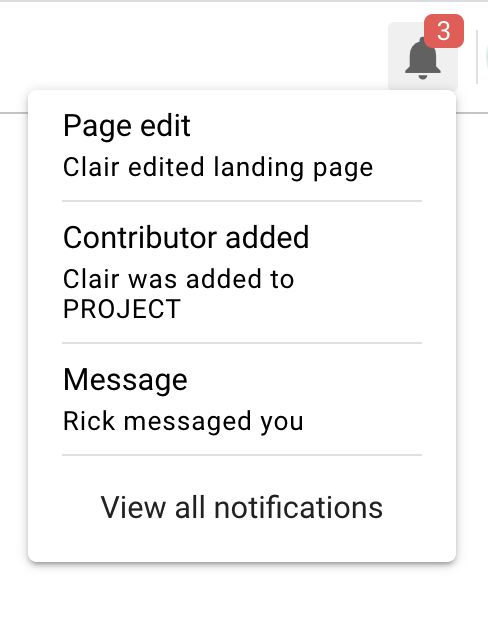 3
Page edit
Clair edited landing page
Contributor added
Clair was added to
PROJECT
Message
Rick messaged you
View all notifications